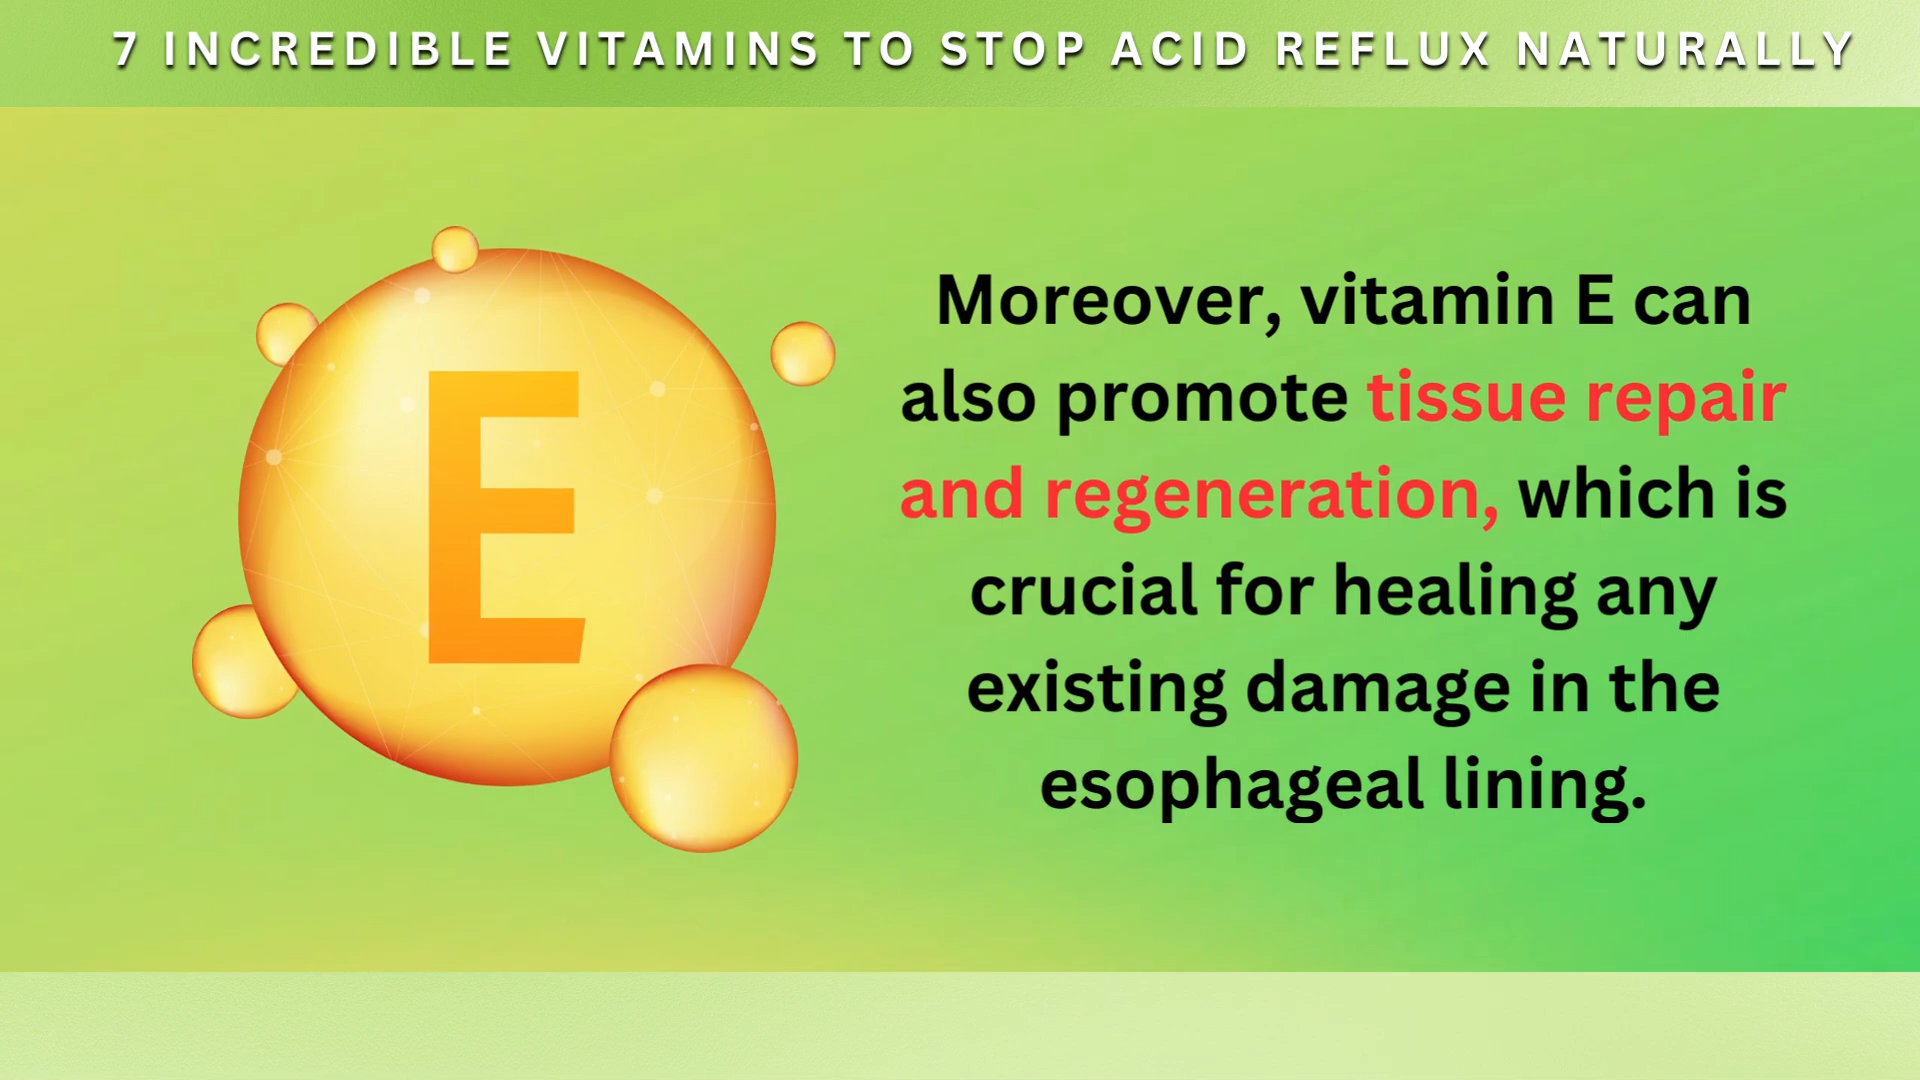 7 INCREDIBLE VITAMINS TO STOP ACID REFLUX NATURALLY
E
Moreover, vitamin E can
also promote tissue repair
and regeneration, which is
crucial for healing any
existing damage in the
esophageal lining.